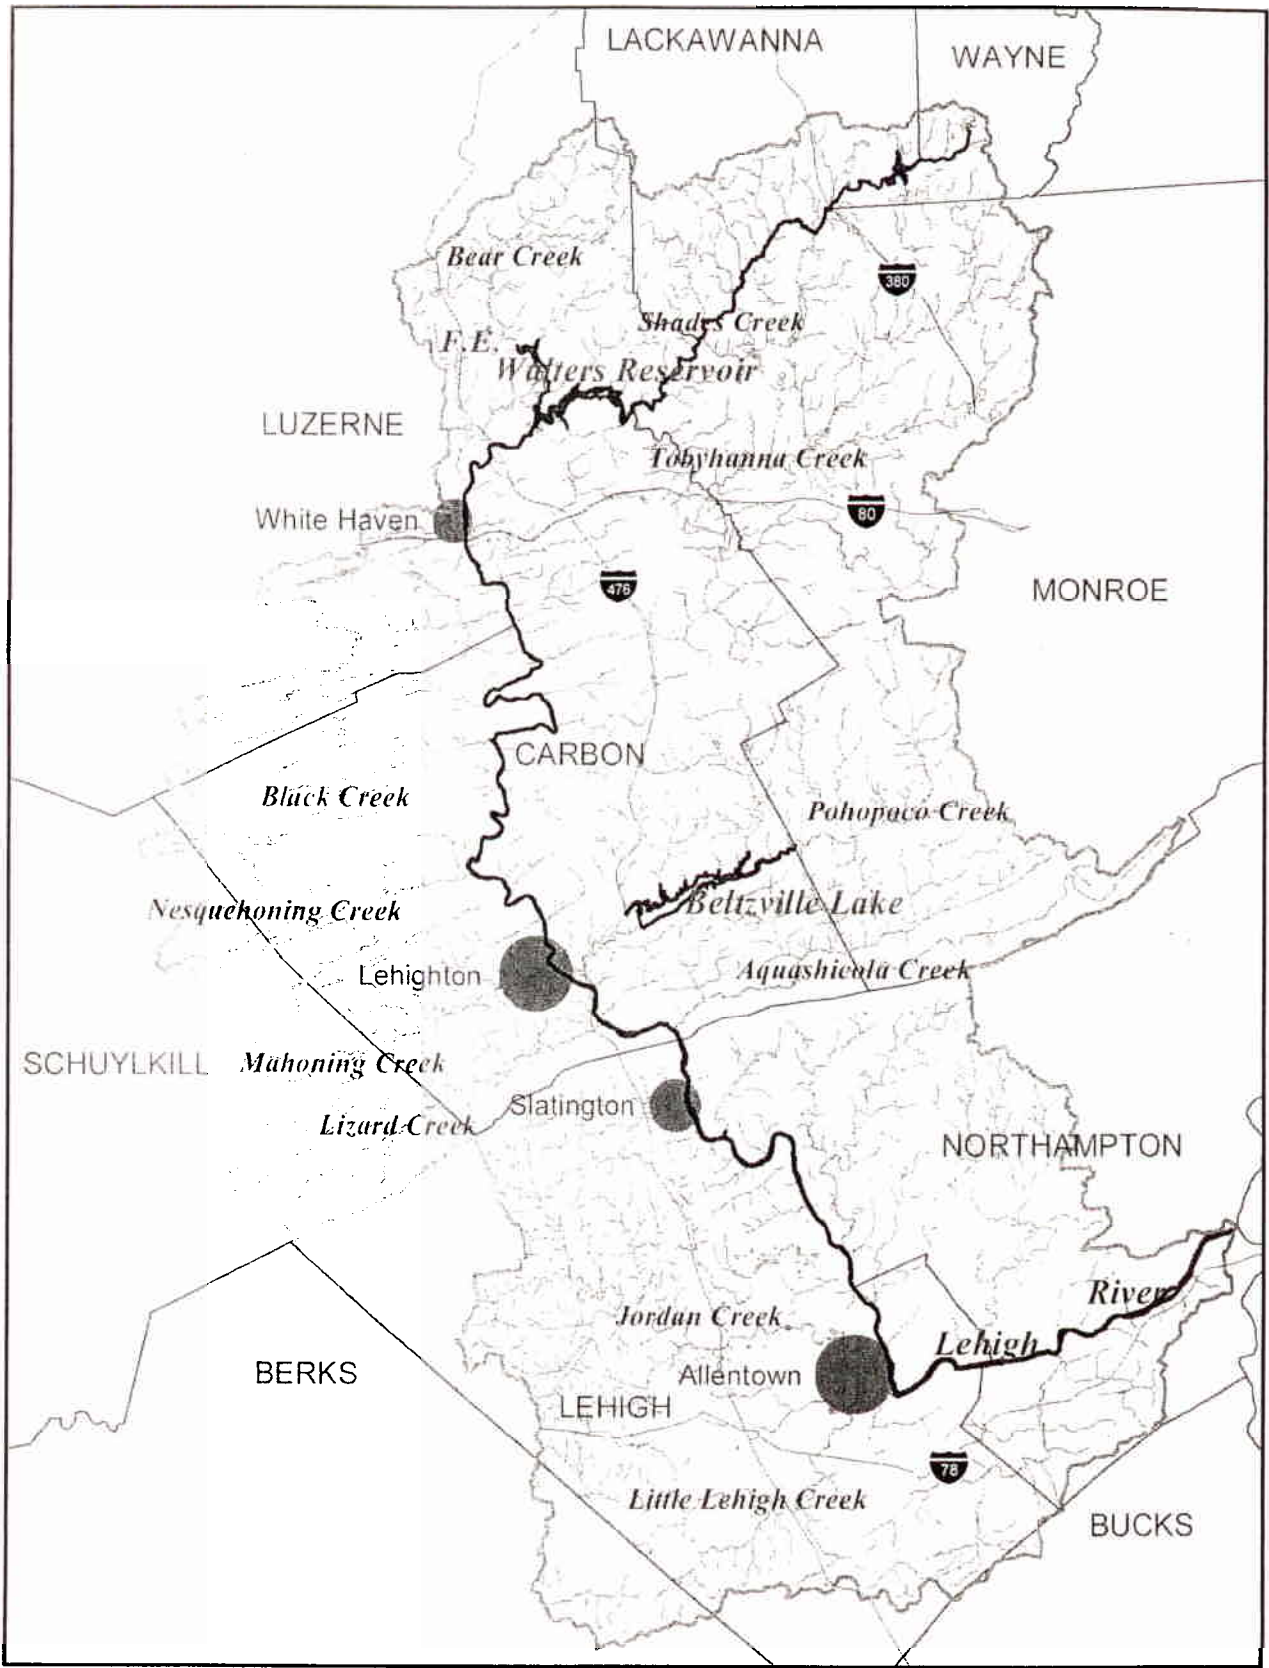 LACKAWANNA
WAYNE
Bear Creek
380
Shades Creek
F.E.
Walters Reservoir
LUZERNE
Tobyhanna Creek
White Haven
80
476
MONROE
CARBON
Black Creek
Pohopoco Creek
Nesquehoning Creek
Beltzville Lake
Lehighton
Aquashicola Creek
SCHUYLKILL
Mahoning Creek
Slatington
Lizard Creek
NORTHAMPTON
River
Jordan Creek
Lehigh
BERKS
Allentown
LEHIGH
78
Little Lehigh Creek
BUCKS